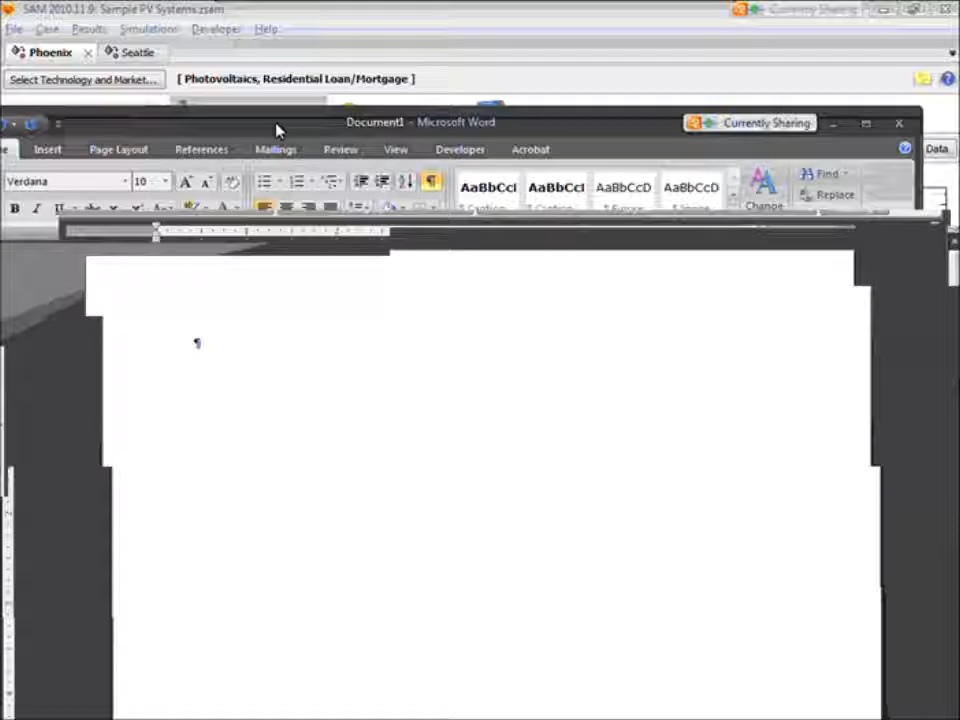 SAM 2010.11.9: Sample PV Systems.zsam
Currently Sharing
File Case Results Simulations Developer Help
Phoenix Seattle
Select Technology and Market... [ Photovoltaics, Residential Loan/Mortgage ]
Document1 - Microsoft Word Currently Sharing
Insert Page Layout References Mailings Review View Developer Acrobat
Data
Verdana 10 AaBbCcI AaBbCcI AaBbCcD AaBbCcD Find
Change Replace
¶